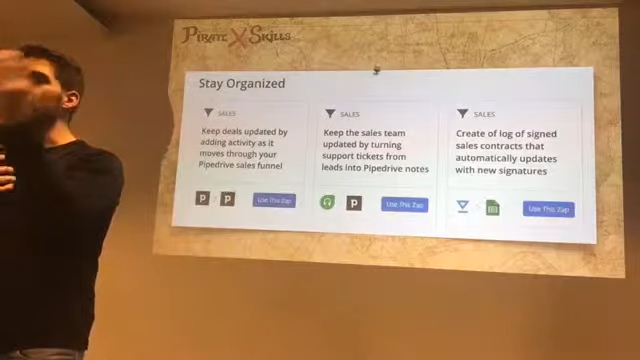 PIRATE X SKILLS
Stay Organized
SALES
Keep deals updated by
adding activity as it
moves through your
Pipedrive sales funnel
Use This Zap
SALES
Keep the sales team
updated by turning
support tickets from
leads into Pipedrive notes
Use This Zap
SALES
Create of log of signed
sales contracts that
automatically updates
with new signatures
Use This Zap